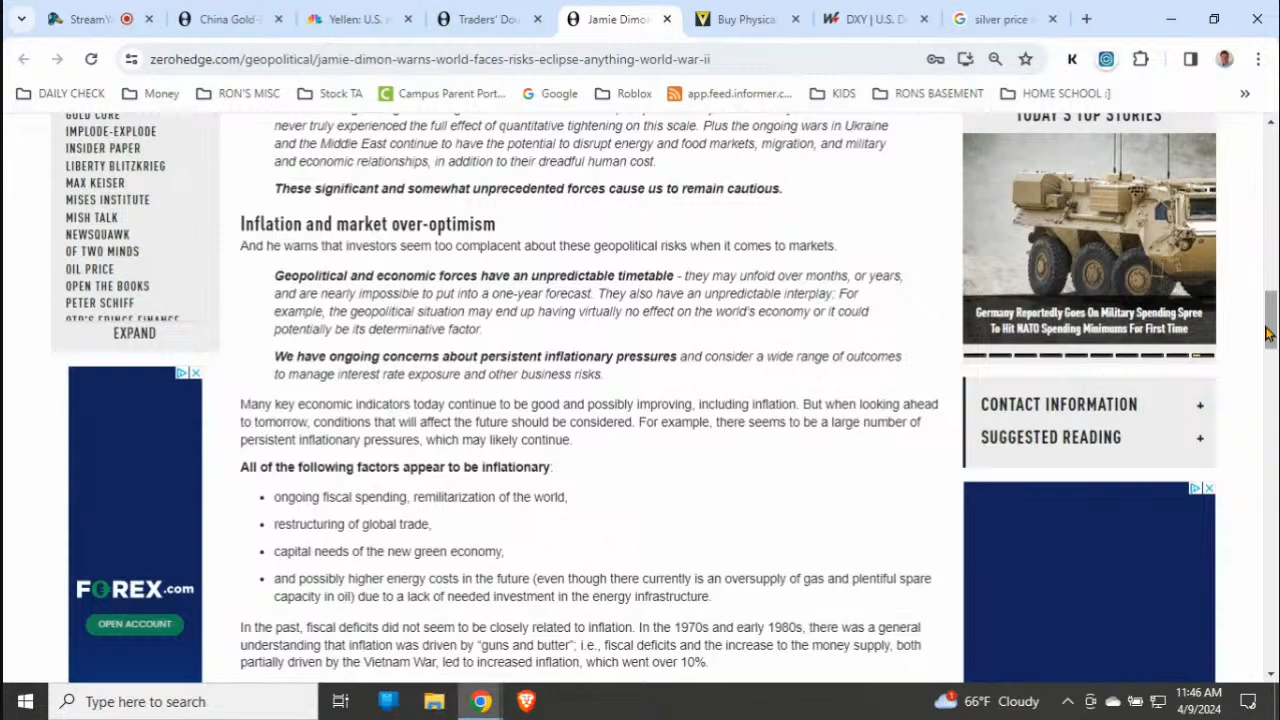 StreamY
China Gold-
Yellen: U.S. e
Traders' Dou
Jamie Dimo
Buy Physica
DXY | U.S. D
silver price
zerohedge.com/geopolitical/jamie-dimon-warns-world-faces-risks-eclipse-anything-world-war-ii
DAILY CHECK
Money
RON'S MISC
Stock TA
Campus Parent Port...
Google
Roblox
app.feed.informer.c...
KIDS
RONS BASEMENT
HOME SCHOOL :]
GOLD CORE
IMPLODE-EXPLODE
INSIDER PAPER
LIBERTY BLITZKRIEG
MAX KEISER
MISES INSTITUTE
MISH TALK
NEWSQUAWK
OF TWO MINDS
OIL PRICE
OPEN THE BOOKS
PETER SCHIFF
EXPAND
FOREX.com
OPEN ACCOUNT
never truly experienced the full effect of quantitative tightening on this scale. Plus the ongoing wars in Ukraine
and the Middle East continue to have the potential to disrupt energy and food markets, migration, and military
and economic relationships, in addition to their dreadful human cost.
These significant and somewhat unprecedented forces cause us to remain cautious.
Inflation and market over-optimism
And he warns that investors seem too complacent about these geopolitical risks when it comes to markets.
Geopolitical and economic forces have an unpredictable timetable - they may unfold over months, or years,
and are nearly impossible to put into a one-year forecast. They also have an unpredictable interplay: For
example, the geopolitical situation may end up having virtually no effect on the world's economy or it could
potentially be its determinative factor.
We have ongoing concerns about persistent inflationary pressures and consider a wide range of outcomes
to manage interest rate exposure and other business risks.
Many key economic indicators today continue to be good and possibly improving, including inflation. But when looking ahead
to tomorrow, conditions that will affect the future should be considered. For example, there seems to be a large number of
persistent inflationary pressures, which may likely continue.
All of the following factors appear to be inflationary:
• ongoing fiscal spending, remilitarization of the world,
• restructuring of global trade,
• capital needs of the new green economy,
• and possibly higher energy costs in the future (even though there currently is an oversupply of gas and plentiful spare
capacity in oil) due to a lack of needed investment in the energy infrastructure.
In the past, fiscal deficits did not seem to be closely related to inflation. In the 1970s and early 1980s, there was a general
understanding that inflation was driven by “guns and butter”; i.e., fiscal deficits and the increase to the money supply, both
partially driven by the Vietnam War, led to increased inflation, which went over 10%.
TODAY'S TOP STORIES
Germany Reportedly Goes On Military Spending Spree
To Hit NATO Spending Minimums For First Time
CONTACT INFORMATION +
SUGGESTED READING +
Type here to search
66°F Cloudy
11:46 AM
4/9/2024